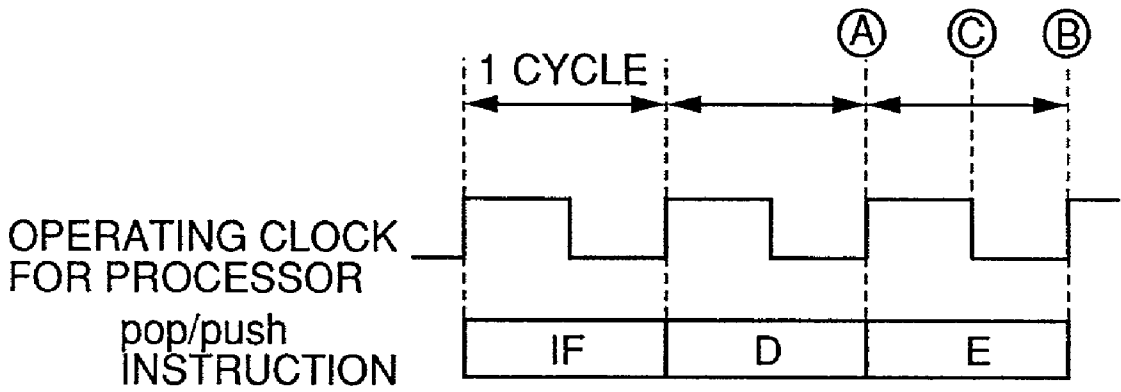 A C B
1 CYCLE
OPERATING CLOCK
FOR PROCESSOR
pop/push
INSTRUCTION
IF D E